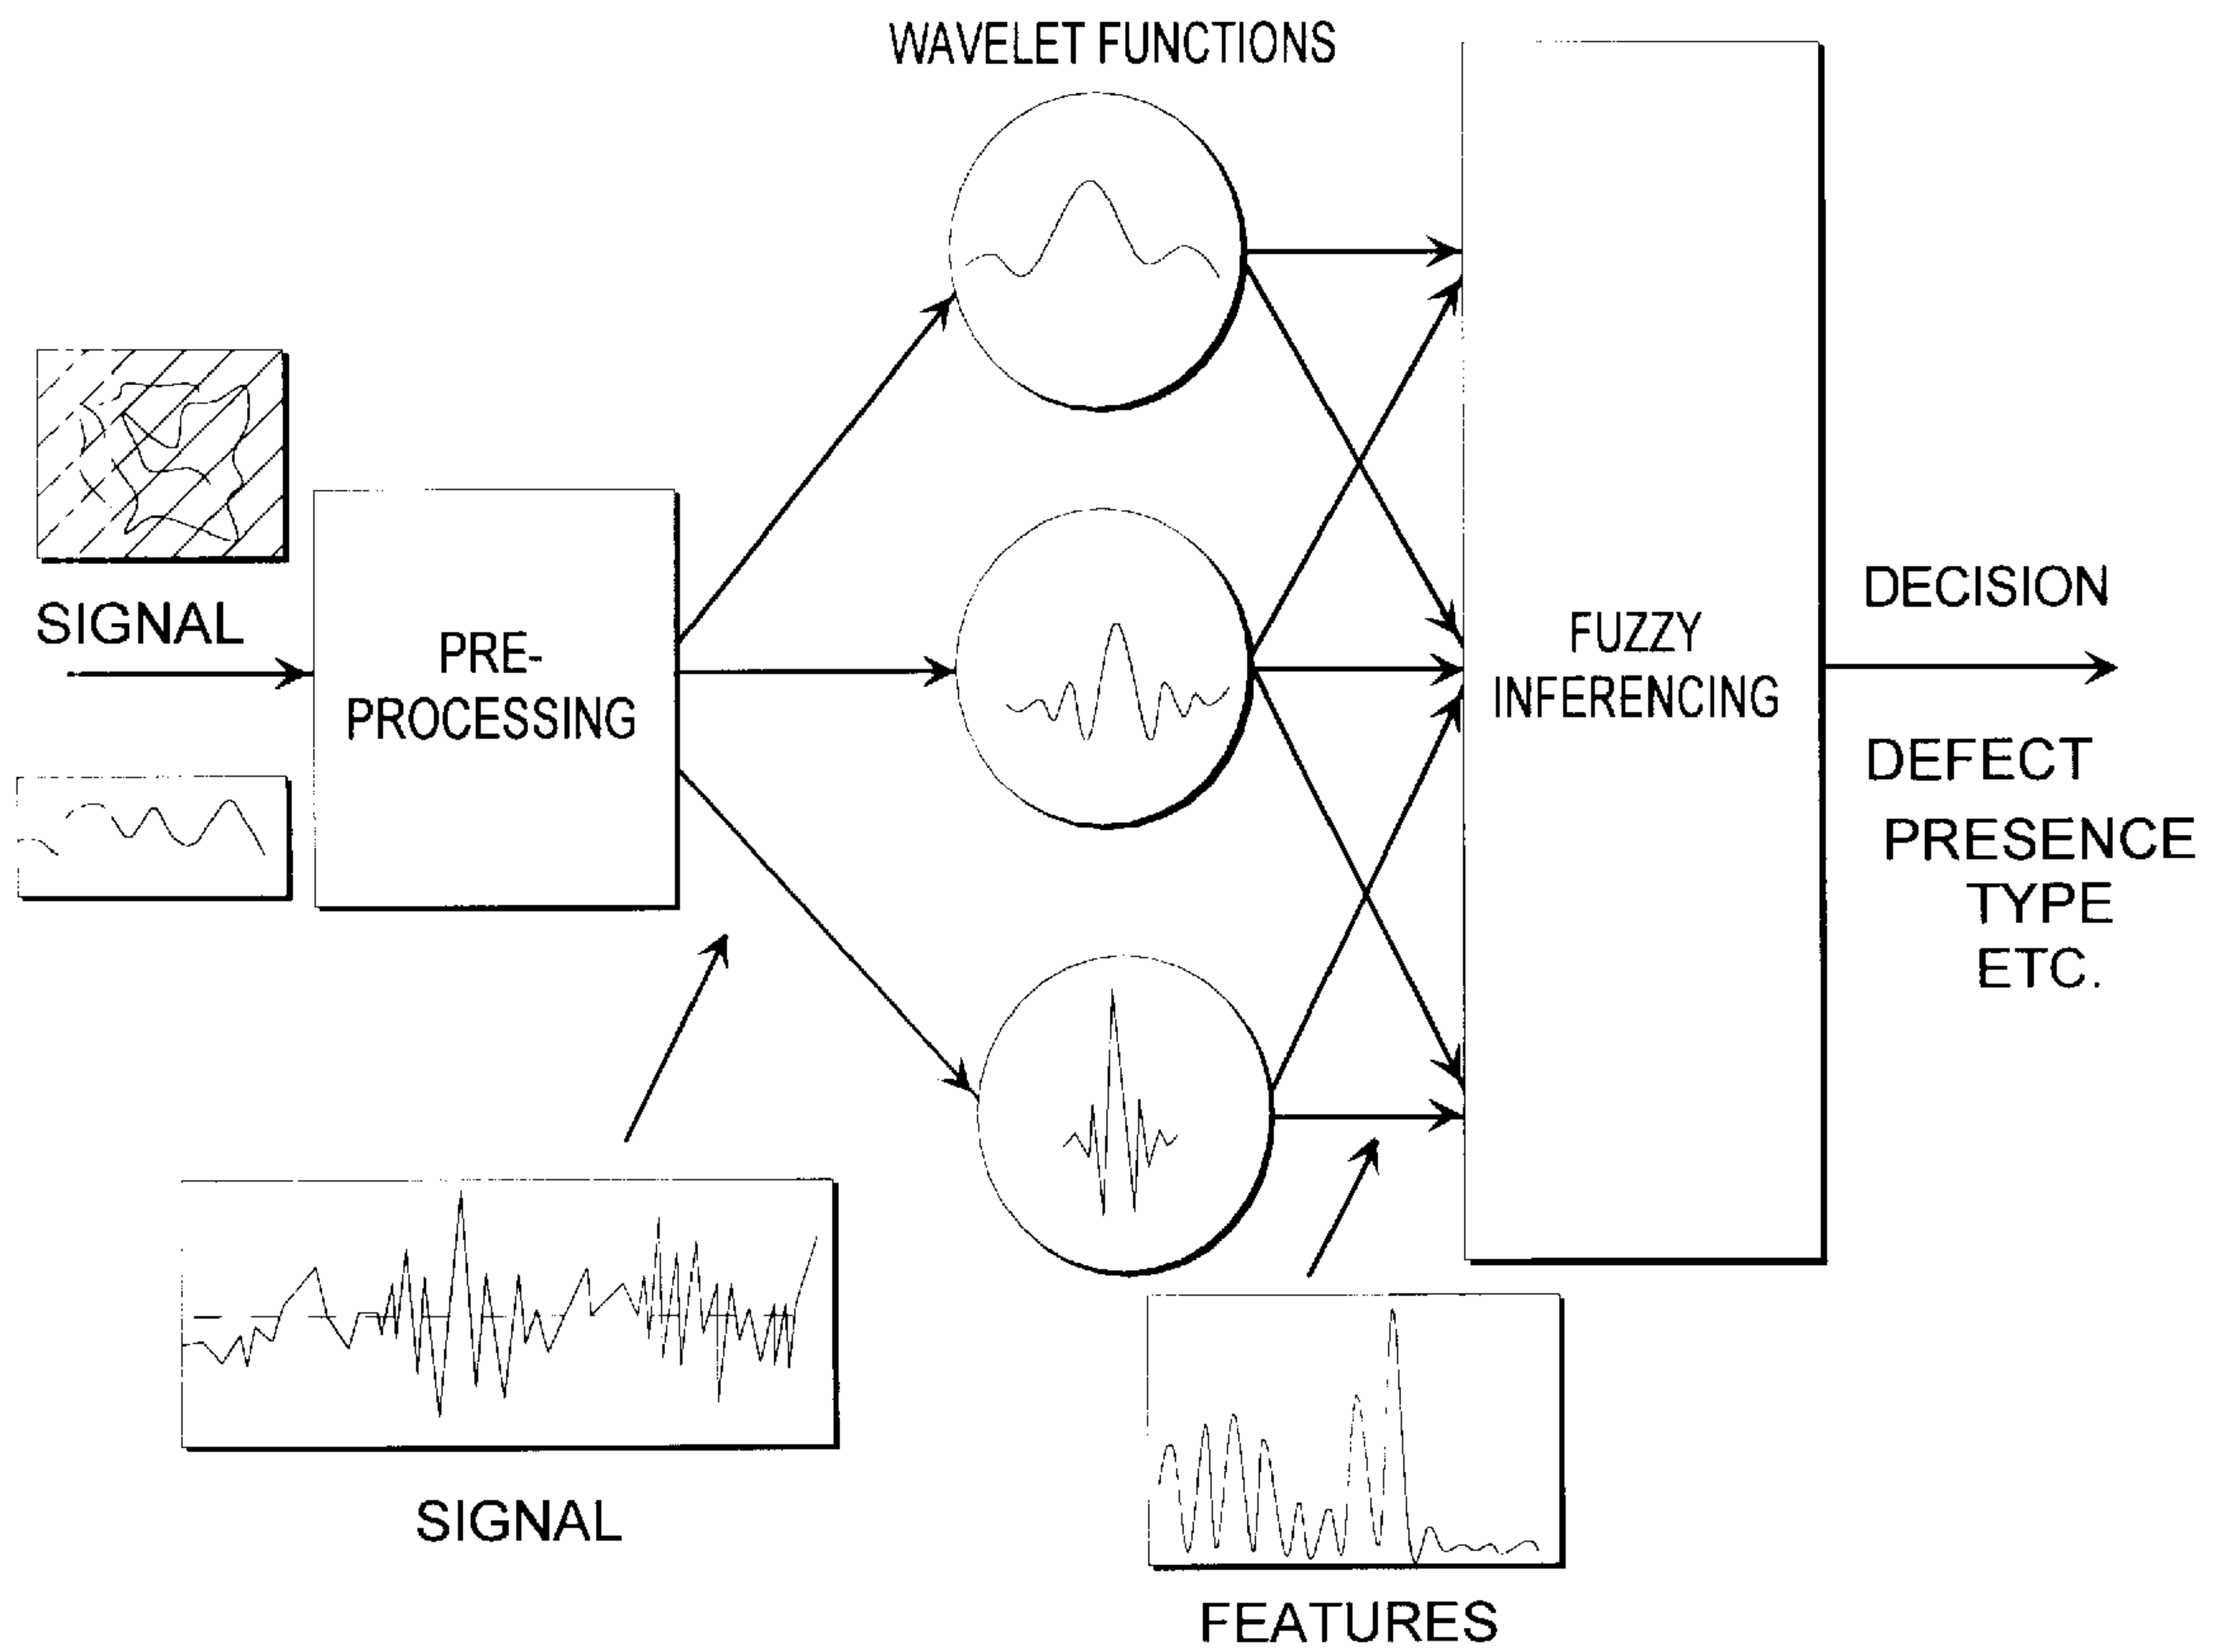 WAVELET FUNCTIONS
SIGNAL
PRE-
PROCESSING
FUZZY
INFERENCING
DECISION
DEFECT
PRESENCE
TYPE
ETC.
SIGNAL
FEATURES